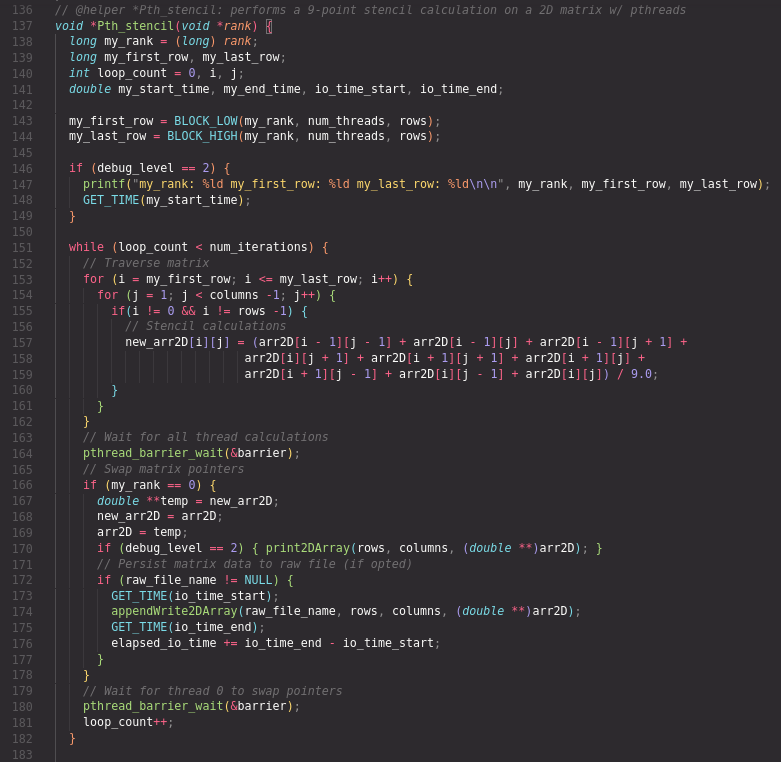 136 // @helper *Pth_stencil: performs a 9-point stencil calculation on a 2D matrix w/ pthreads
137 void *Pth_stencil(void *rank) {
138   long my_rank = (long) rank;
139   long my_first_row, my_last_row;
140   int loop_count = 0, i, j;
141   double my_start_time, my_end_time, io_time_start, io_time_end;
142
143   my_first_row = BLOCK_LOW(my_rank, num_threads, rows);
144   my_last_row = BLOCK_HIGH(my_rank, num_threads, rows);
145
146   if (debug_level == 2) {
147     printf("my_rank: %ld my_first_row: %ld my_last_row: %ld\n\n", my_rank, my_first_row, my_last_row);
148     GET_TIME(my_start_time);
149   }
150
151   while (loop_count < num_iterations) {
152     // Traverse matrix
153     for (i = my_first_row; i <= my_last_row; i++) {
154       for (j = 1; j < columns -1; j++) {
155         if(i != 0 && i != rows -1) {
156           // Stencil calculations
157           new_arr2D[i][j] = (arr2D[i - 1][j - 1] + arr2D[i - 1][j] + arr2D[i - 1][j + 1] +
158                            arr2D[i][j + 1] + arr2D[i + 1][j + 1] + arr2D[i + 1][j] +
159                            arr2D[i + 1][j - 1] + arr2D[i][j - 1] + arr2D[i][j]) / 9.0;
160         }
161       }
162     }
163     // Wait for all thread calculations
164     pthread_barrier_wait(&barrier);
165     // Swap matrix pointers
166     if (my_rank == 0) {
167       double **temp = new_arr2D;
168       new_arr2D = arr2D;
169       arr2D = temp;
170       if (debug_level == 2) { print2DArray(rows, columns, (double **)arr2D); }
171       // Persist matrix data to raw file (if opted)
172       if (raw_file_name != NULL) {
173         GET_TIME(io_time_start);
174         appendWrite2DArray(raw_file_name, rows, columns, (double **)arr2D);
175         GET_TIME(io_time_end);
176         elapsed_io_time += io_time_end - io_time_start;
177       }
178     }
179     // Wait for thread 0 to swap pointers
180     pthread_barrier_wait(&barrier);
181     loop_count++;
182   }
183